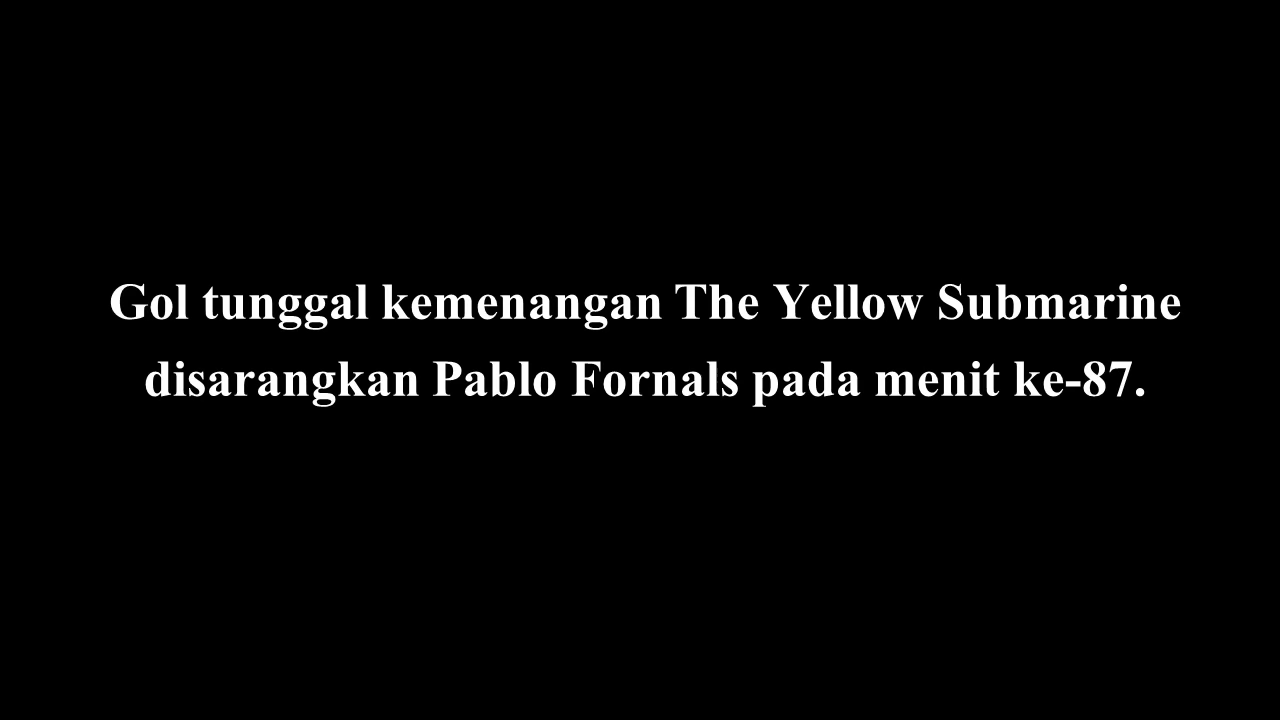 Gol tunggal kemenangan The Yellow Submarine
disarangkan Pablo Fornals pada menit ke-87.